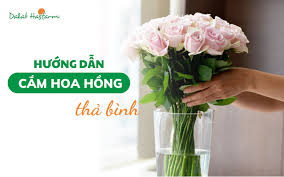 Dalat Hasfarm
HƯỚNG DẪN
CẮM HOA HỒNG
thả bình